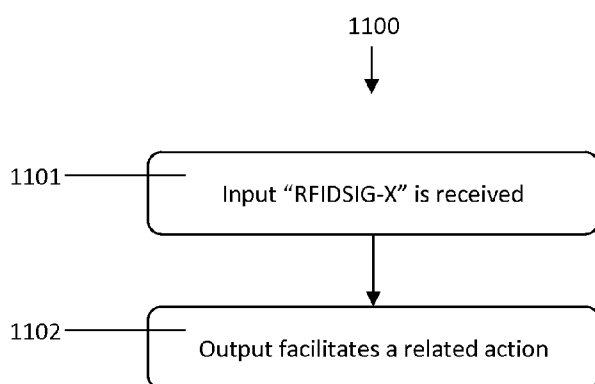 1100
1101
Input “RFIDSIG-X” is received
1102
Output facilitates a related action